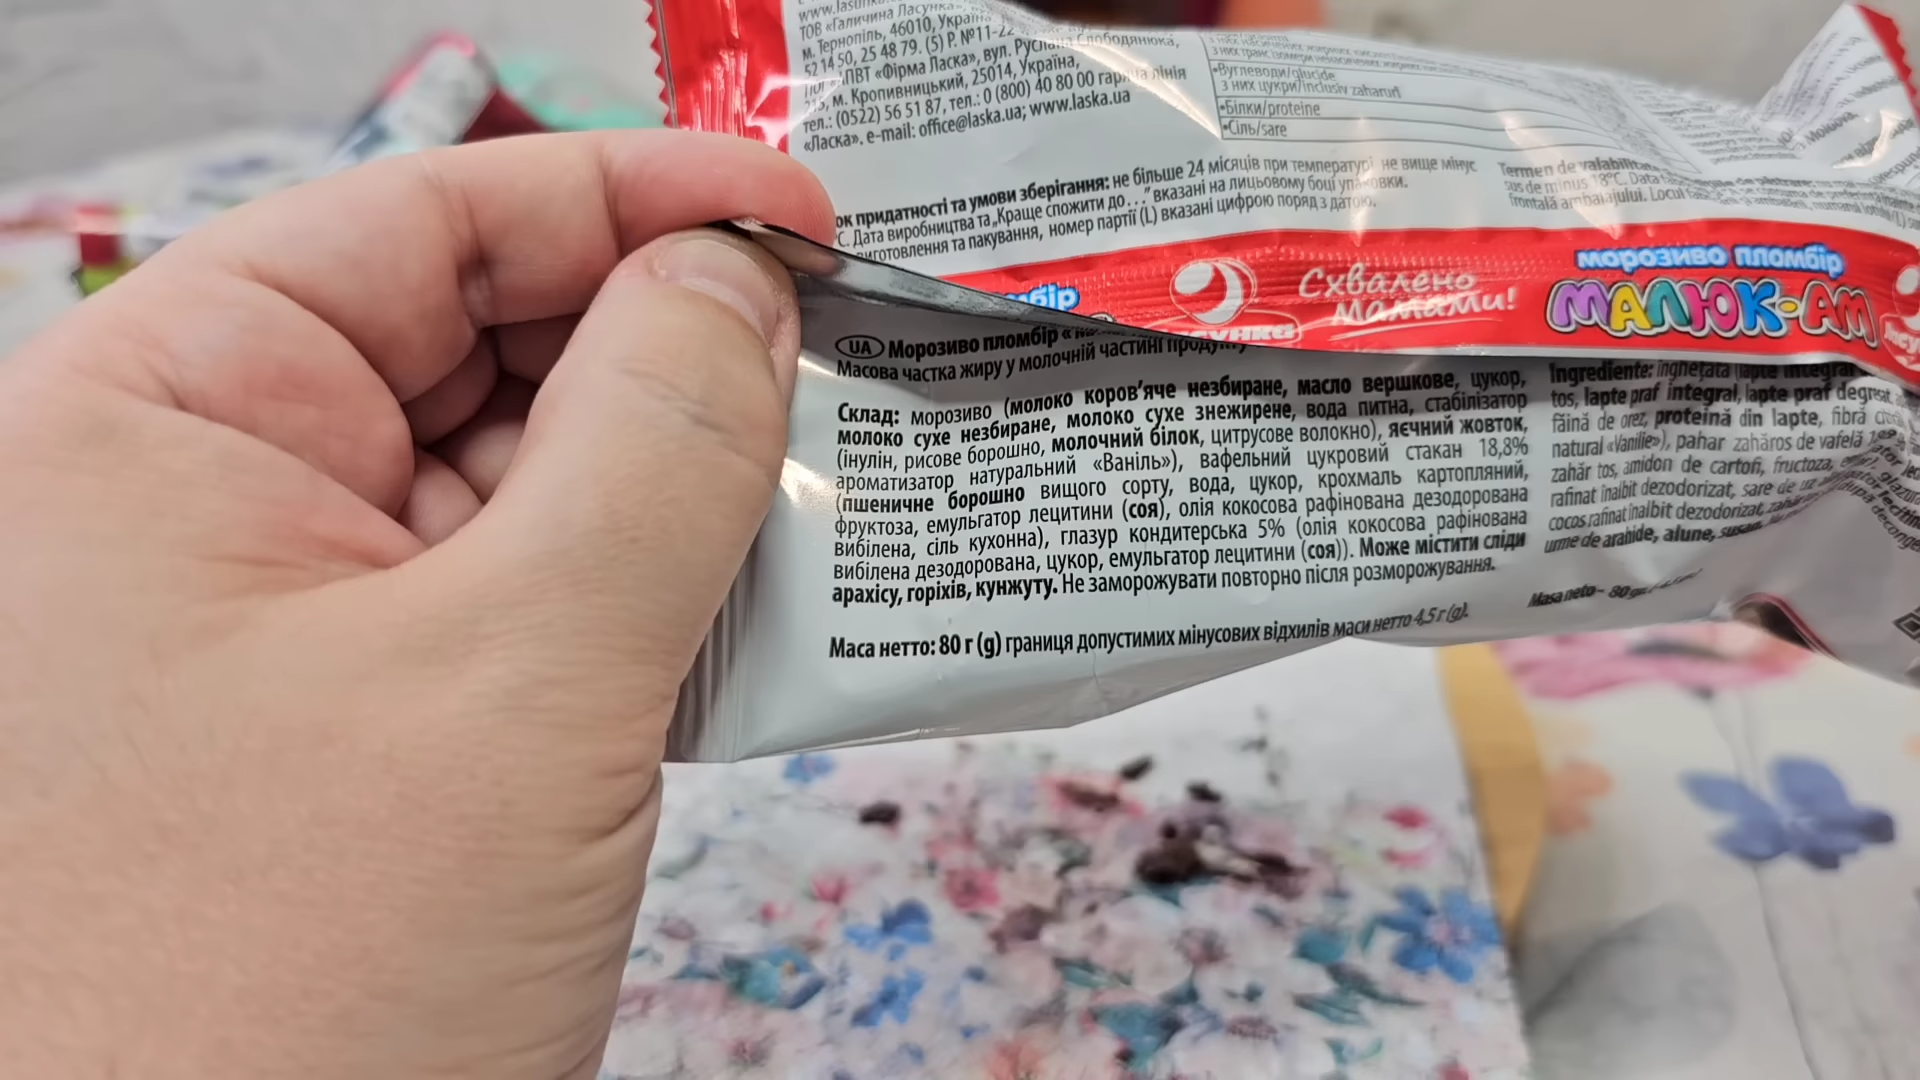 ТОВ «Галичина Ласунка»
м. Тернопіль, 46010, Україна
52 14 50, 25 48 79. (5) Р. №11-22
ПВТ «Фірма Ласка», вул. Руслана Слободянюка,
м. Кропивницький, 25014, Україна,
тел.: (0522) 56 51 87, тел.: 0 (800) 40 80 00 гаряча лінія
«Ласка». e-mail: office@laska.ua; www.laska.ua
•Вуглеводи/glucide
з них цукри/inclusiv zaharuri
•Білки/proteine
•Сіль/sare
придатності та умови зберігання: не більше 24 місяців при температурі не вище мінус
°С. Дата виробництва та „Краще спожити до . . .” вказані на лицьовому боці упаковки.
виготовлення та пакування, номер партії (L) вказані цифрою поряд з датою.
Termen de valabilitate
sus de minus 18°C. Data
frontală ambalajului. Locul
Схвалено
мамами!
морозиво пломбір
МАЛЮК-АМ
UA Морозиво пломбір
Масова частка жиру у молочній частині
Склад: морозиво (молоко коров’яче незбиране, масло вершкове, цукор,
молоко сухе незбиране, молоко сухе знежирене, вода питна, стабілізатор
(інулін, рисове борошно, молочний білок, цитрусове волокно), яєчний жовток,
ароматизатор натуральний «Ваніль»), вафельний цукровий стакан 18,8%
(пшеничне борошно вищого сорту, вода, цукор, крохмаль картопляний,
фруктоза, емульгатор лецитини (соя), олія кокосова рафінована дезодорована
вибілена, сіль кухонна), глазур кондитерська 5% (олія кокосова рафінована
вибілена дезодорована, цукор, емульгатор лецитини (соя)). Може містити сліди
арахісу, горіхів, кунжуту. Не заморожувати повторно після розморожування.
Маса нетто: 80 г (g) границя допустимих мінусових відхилів маси нетто 4,5 г (g).
Ingrediente: înghețată (lapte integral
tos, lapte praf integral, lapte praf degresat,
făină de orez, proteină din lapte, fibră
natural «Vanilie»), pahar zahăros de vafelă
zahăr tos, amidon de cartofi, fructoza,
rafinat înalbit dezodorizat, sare de
cocos rafinat înalbit dezodorizat,
urme de arahide, alune, susan.
Masa neto – 80